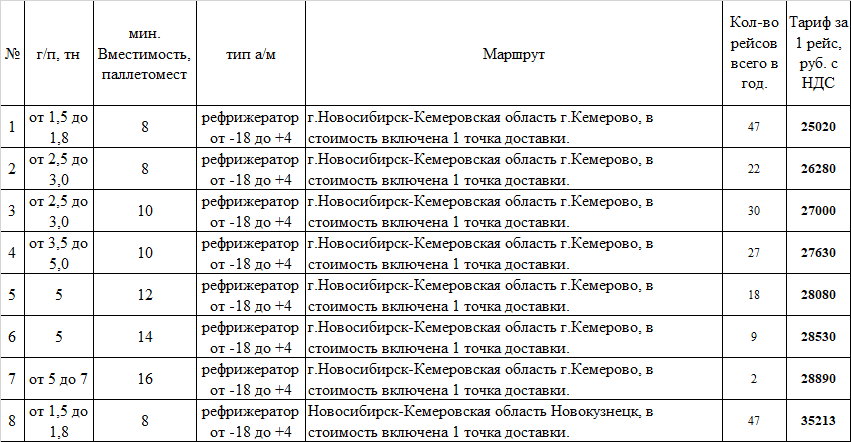 № г/п, тн мин. Вместимость, паллетомест тип а/м Маршрут Кол-во рейсов всего в год. Тариф за 1 рейс, руб. с НДС
1 от 1,5 до 1,8 8 рефрижератор от -18 до +4 г.Новосибирск-Кемеровская область г.Кемерово, в стоимость включена 1 точка доставки. 47 25020
2 от 2,5 до 3,0 8 рефрижератор от -18 до +4 г.Новосибирск-Кемеровская область г.Кемерово, в стоимость включена 1 точка доставки. 22 26280
3 от 2,5 до 3,0 10 рефрижератор от -18 до +4 г.Новосибирск-Кемеровская область г.Кемерово, в стоимость включена 1 точка доставки. 30 27000
4 от 3,5 до 5,0 10 рефрижератор от -18 до +4 г.Новосибирск-Кемеровская область г.Кемерово, в стоимость включена 1 точка доставки. 27 27630
5 5 12 рефрижератор от -18 до +4 г.Новосибирск-Кемеровская область г.Кемерово, в стоимость включена 1 точка доставки. 18 28080
6 5 14 рефрижератор от -18 до +4 г.Новосибирск-Кемеровская область г.Кемерово, в стоимость включена 1 точка доставки. 9 28530
7 от 5 до 7 16 рефрижератор от -18 до +4 г.Новосибирск-Кемеровская область г.Кемерово, в стоимость включена 1 точка доставки. 2 28890
8 от 1,5 до 1,8 8 рефрижератор от -18 до +4 Новосибирск-Кемеровская область Новокузнецк, в стоимость включена 1 точка доставки. 47 35213